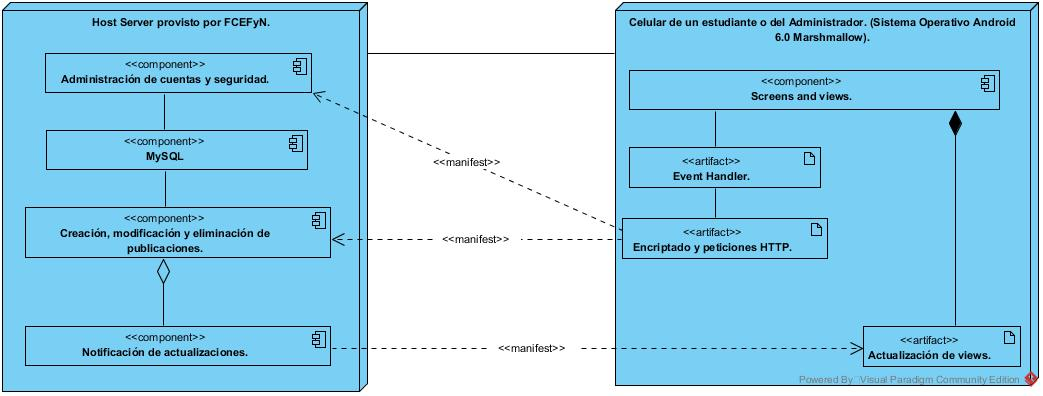 Host Server provisto por FCEFyN.
<<component>>
Administración de cuentas y seguridad.
<<component>>
MySQL
<<component>>
Creación, modificación y eliminación de
publicaciones.
<<component>>
Notificación de actualizaciones.
<<manifest>>
<<manifest>>
<<manifest>>
Celular de un estudiante o del Administrador. (Sistema Operativo Android
6.0 Marshmallow).
<<component>>
Screens and views.
<<artifact>>
Event Handler.
<<artifact>>
Encriptado y peticiones HTTP.
<<artifact>>
Actualización de views.
Powered By Visual Paradigm Community Edition